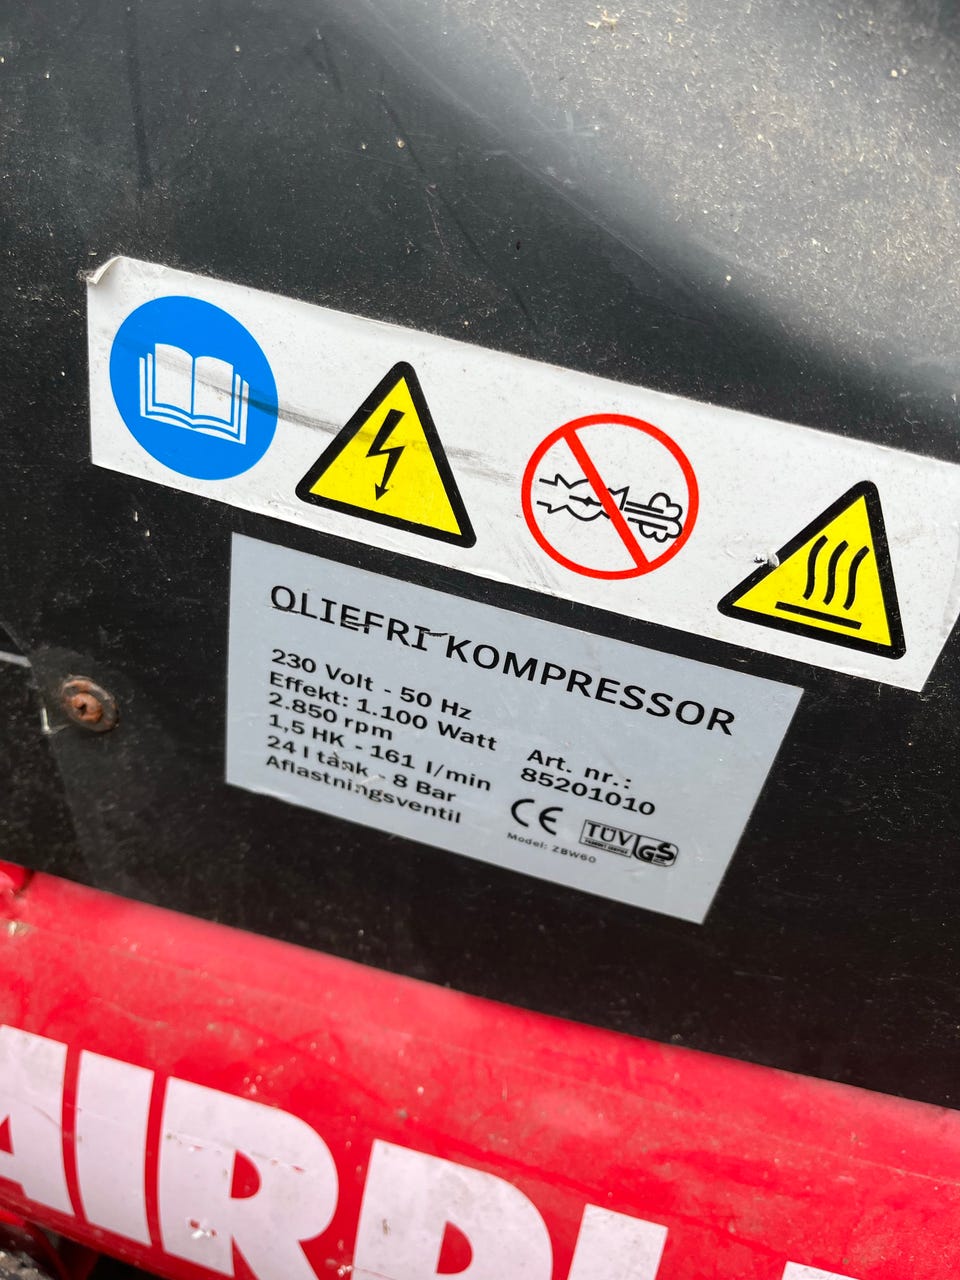 OLIEFRI KOMPRESSOR
230 Volt - 50 Hz
Effekt: 1.100 Watt
2.850 rpm
1,5 HK - 161 l/min
24 l tank - 8 Bar
Aflastningsventil
Art. nr.:
85201010
CE
TÜV GS
Model: ZBW60
AIRPL